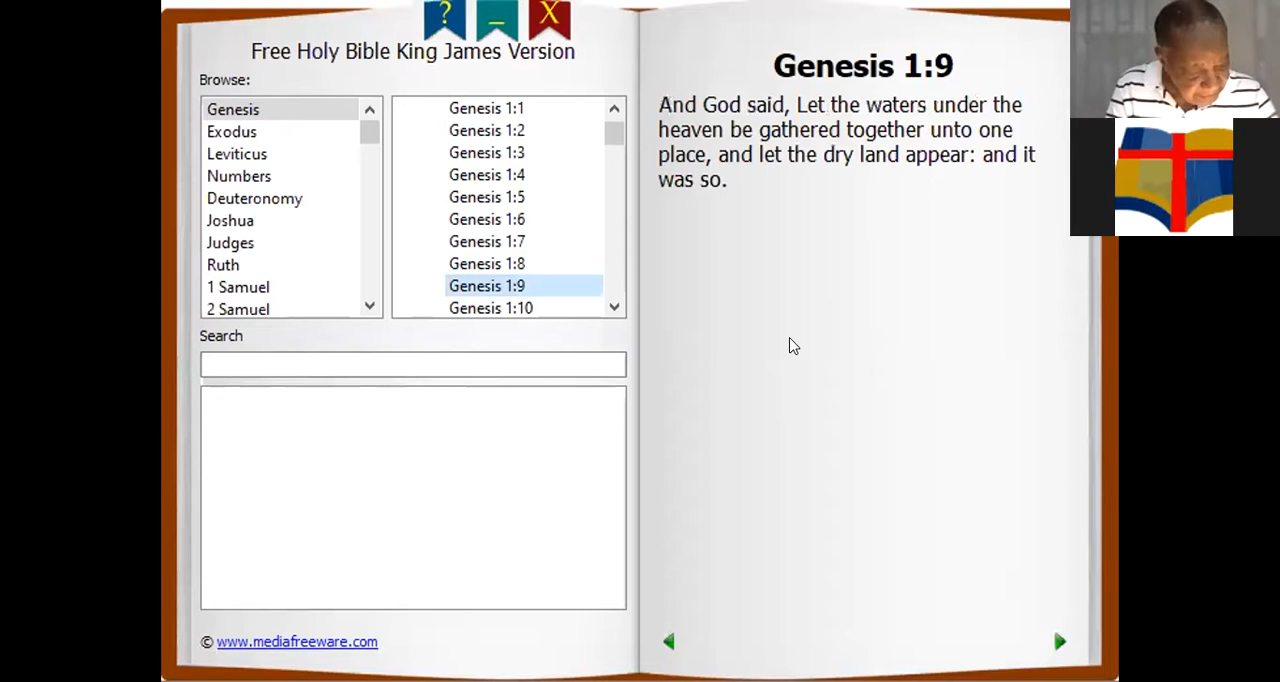 ? _ X
Free Holy Bible King James Version
Browse:
Genesis
Exodus
Leviticus
Numbers
Deuteronomy
Joshua
Judges
Ruth
1 Samuel
2 Samuel
Genesis 1:1
Genesis 1:2
Genesis 1:3
Genesis 1:4
Genesis 1:5
Genesis 1:6
Genesis 1:7
Genesis 1:8
Genesis 1:9
Genesis 1:10
Search
© www.mediafreeware.com
Genesis 1:9
And God said, Let the waters under the
heaven be gathered together unto one
place, and let the dry land appear: and it
was so.